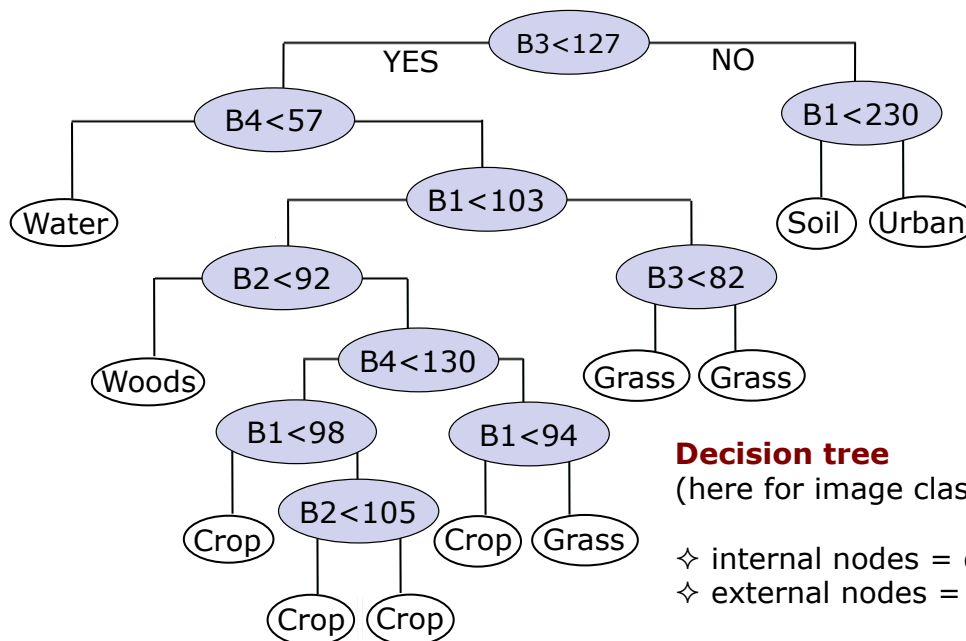 B3<127
YES
NO
B4<57
B1<230
B1<103
Water
Soil
Urban
B2<92
B3<82
B4<130
Woods
Grass
Grass
B1<98
B1<94
Decision tree
(here for image clas
B2<105
Crop
Crop
Grass
✧ internal nodes =
✧ external nodes =
Crop
Crop